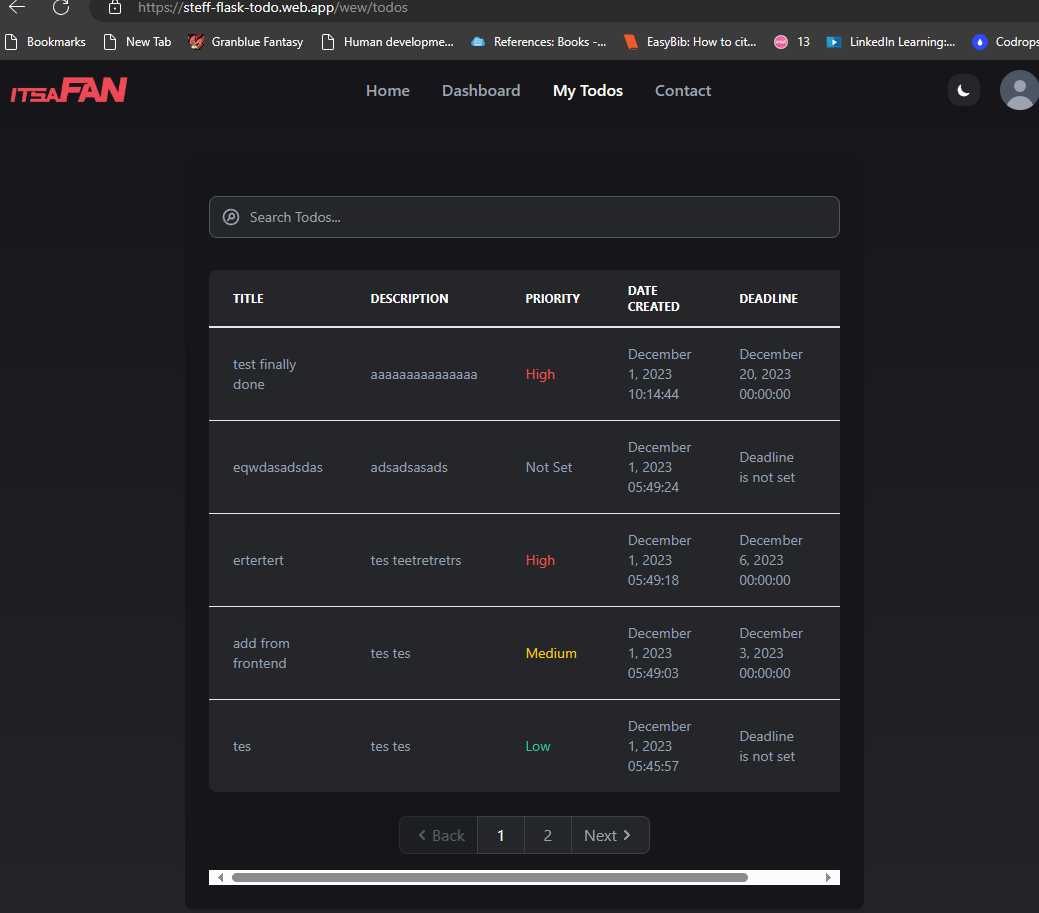 https://steff-flask-todo.web.app/wew/todos
Bookmarks New Tab Granblue Fantasy Human developme... References: Books -... EasyBib: How to cit... 13 LinkedIn Learning:... Codrops
ITSAFAN Home Dashboard My Todos Contact
Search Todos...
TITLE DESCRIPTION PRIORITY DATE CREATED DEADLINE
test finally done aaaaaaaaaaaaaaa High December 1, 2023 10:14:44 December 20, 2023 00:00:00
eqwdasadsdas adsadsasads Not Set December 1, 2023 05:49:24 Deadline is not set
ertertert tes teetretretrs High December 1, 2023 05:49:18 December 6, 2023 00:00:00
add from frontend tes tes Medium December 1, 2023 05:49:03 December 3, 2023 00:00:00
tes tes tes Low December 1, 2023 05:45:57 Deadline is not set
Back 1 2 Next